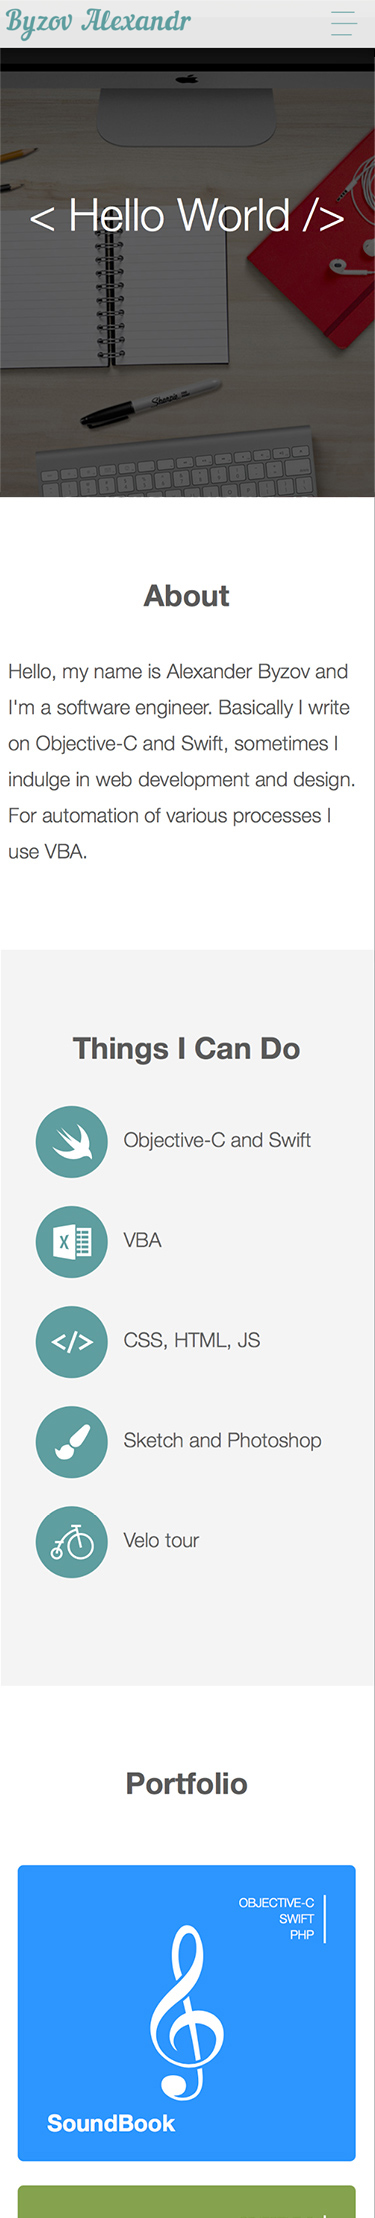 Byzov Alexandr
< Hello World />
Sharpie
About
Hello, my name is Alexander Byzov and
I'm a software engineer. Basically I write
on Objective-C and Swift, sometimes I
indulge in web development and design.
For automation of various processes I
use VBA.
Things I Can Do
Objective-C and Swift
X
VBA
</>
CSS, HTML, JS
Sketch and Photoshop
Velo tour
Portfolio
OBJECTIVE-C
SWIFT
PHP
SoundBook